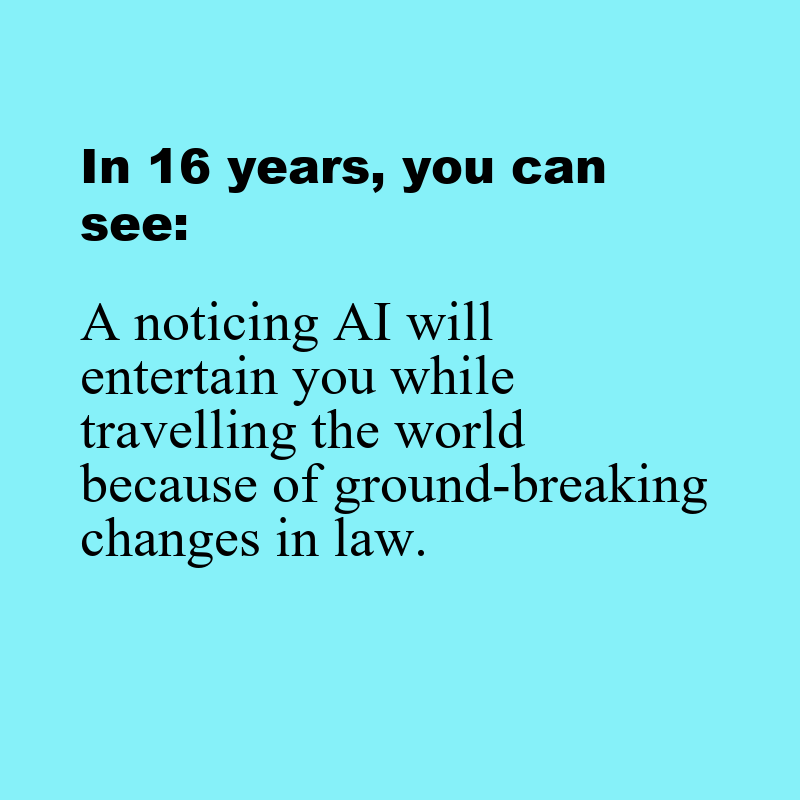 In 16 years, you can
see:
A noticing AI will
entertain you while
travelling the world
because of ground-breaking
changes in law.